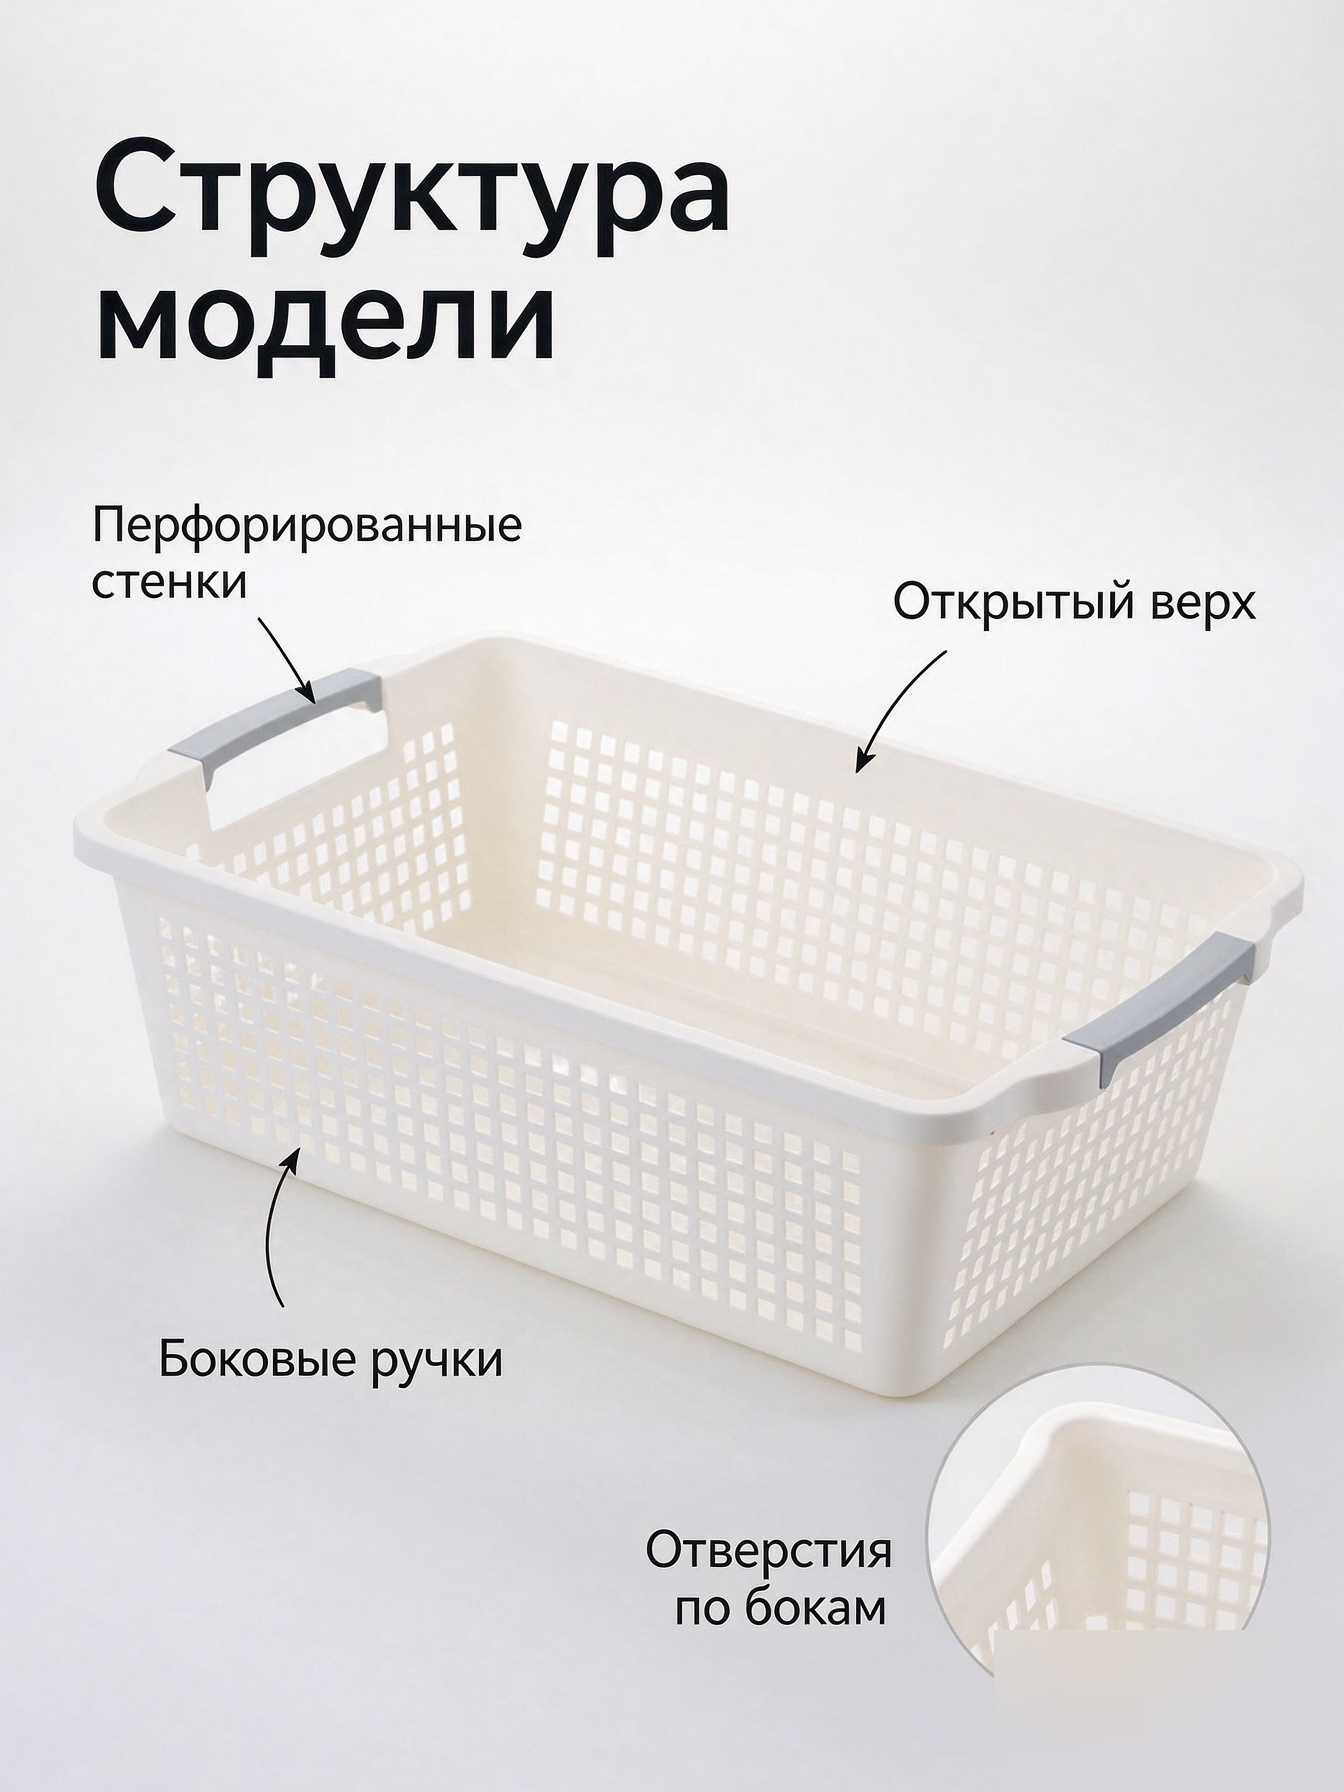 Структура
модели
Перфорированные
стенки
Открытый верх
Боковые ручки
Отверстия
по бокам